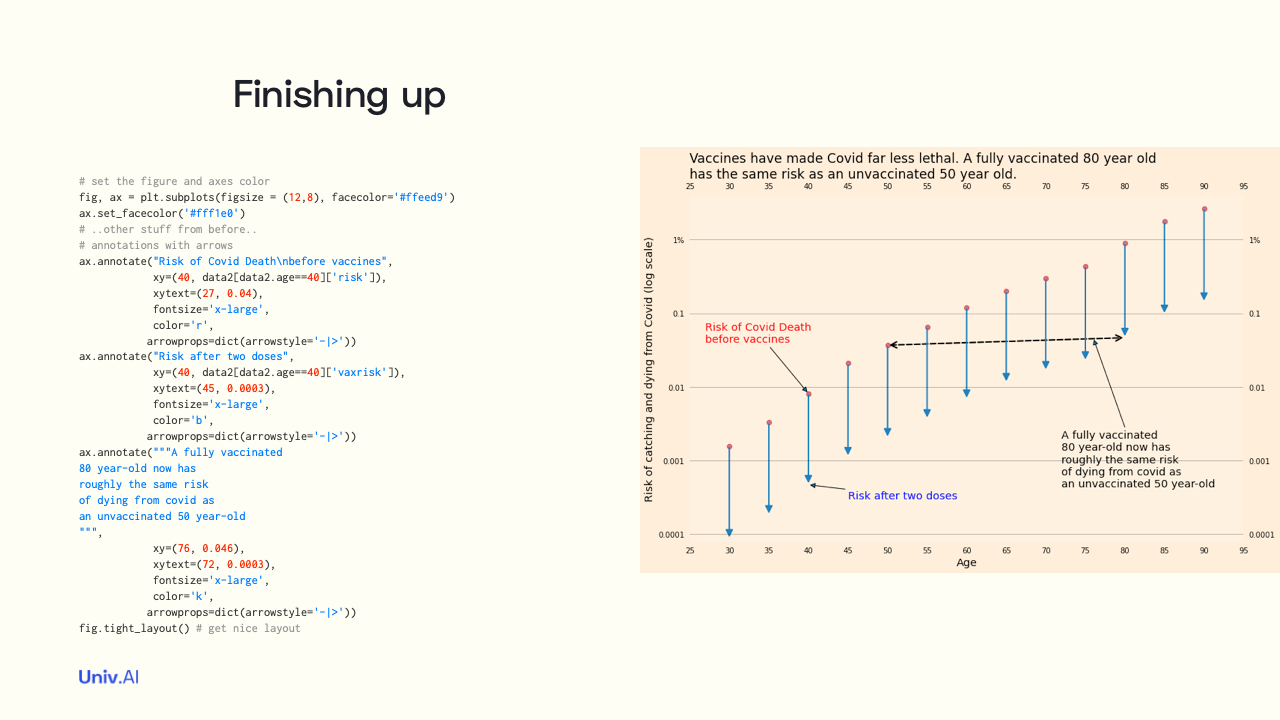 Finishing up
# set the figure and axes color
fig, ax = plt.subplots(figsize = (12,8), facecolor='#ffeed9')
ax.set_facecolor('#fff1e0')
# ..other stuff from before..
# annotations with arrows
ax.annotate("Risk of Covid Death\nbefore vaccines",
xy=(40, data2[data2.age==40]['risk']),
xytext=(27, 0.04),
fontsize='x-large',
color='r',
arrowprops=dict(arrowstyle='-|>'))
ax.annotate("Risk after two doses",
xy=(40, data2[data2.age==40]['vaxrisk']),
xytext=(45, 0.0003),
fontsize='x-large',
color='b',
arrowprops=dict(arrowstyle='-|>'))
ax.annotate("""A fully vaccinated
80 year-old now has
roughly the same risk
of dying from covid as
an unvaccinated 50 year-old
""",
xy=(76, 0.046),
xytext=(72, 0.0003),
fontsize='x-large',
color='k',
arrowprops=dict(arrowstyle='-|>'))
fig.tight_layout() # get nice layout
Univ.AI
Vaccines have made Covid far less lethal. A fully vaccinated 80 year old
has the same risk as an unvaccinated 50 year old.
25 30 35 40 45 50 55 60 65 70 75 80 85 90 95
Risk of catching and dying from Covid (log scale)
1% 1%
0.1 0.1
Risk of Covid Death
before vaccines
0.01 0.01
A fully vaccinated
80 year-old now has
roughly the same risk
of dying from covid as
an unvaccinated 50 year-old
0.001 0.001
Risk after two doses
0.0001 0.0001
25 30 35 40 45 50 55 60 65 70 75 80 85 90 95
Age